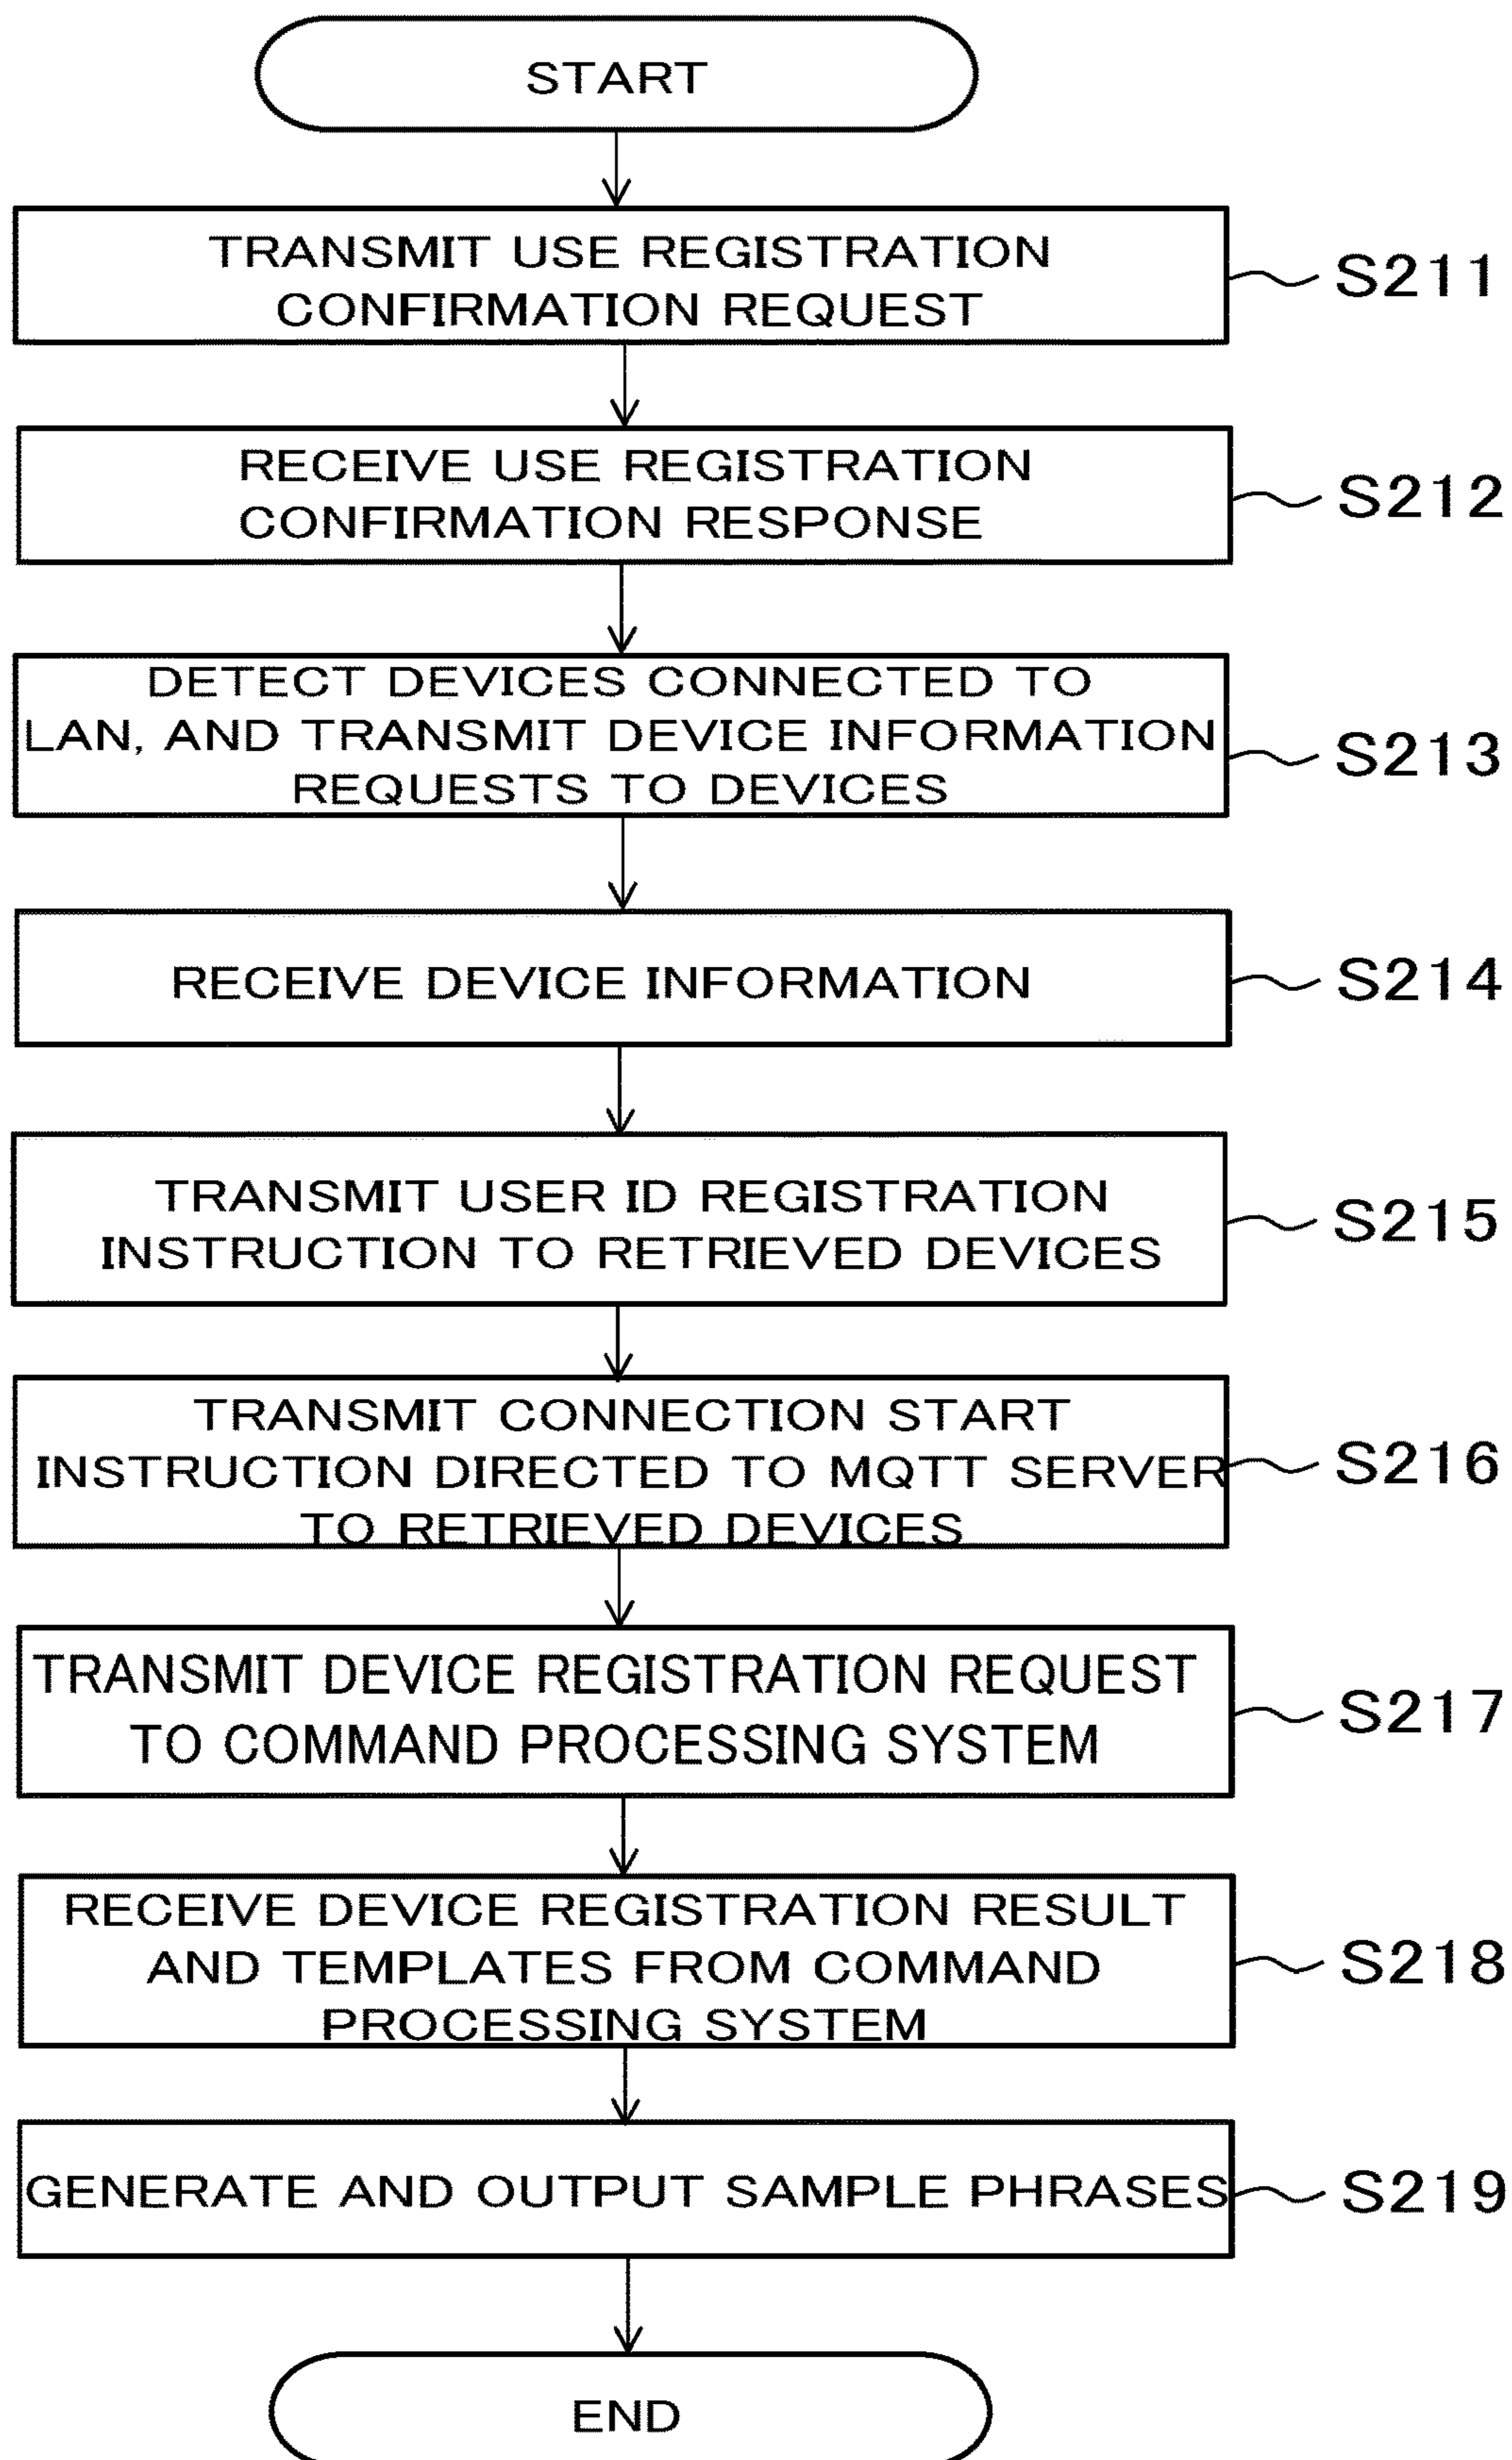 START
TRANSMIT USE REGISTRATION
CONFIRMATION REQUEST
S211
RECEIVE USE REGISTRATION
CONFIRMATION RESPONSE
S212
DETECT DEVICES CONNECTED TO
LAN, AND TRANSMIT DEVICE INFORMATION
REQUESTS TO DEVICES
S213
RECEIVE DEVICE INFORMATION
S214
TRANSMIT USER ID REGISTRATION
INSTRUCTION TO RETRIEVED DEVICES
S215
TRANSMIT CONNECTION START
INSTRUCTION DIRECTED TO MQTT SERVER
TO RETRIEVED DEVICES
S216
TRANSMIT DEVICE REGISTRATION REQUEST
TO COMMAND PROCESSING SYSTEM
S217
RECEIVE DEVICE REGISTRATION RESULT
AND TEMPLATES FROM COMMAND
PROCESSING SYSTEM
S218
GENERATE AND OUTPUT SAMPLE PHRASES
S219
END